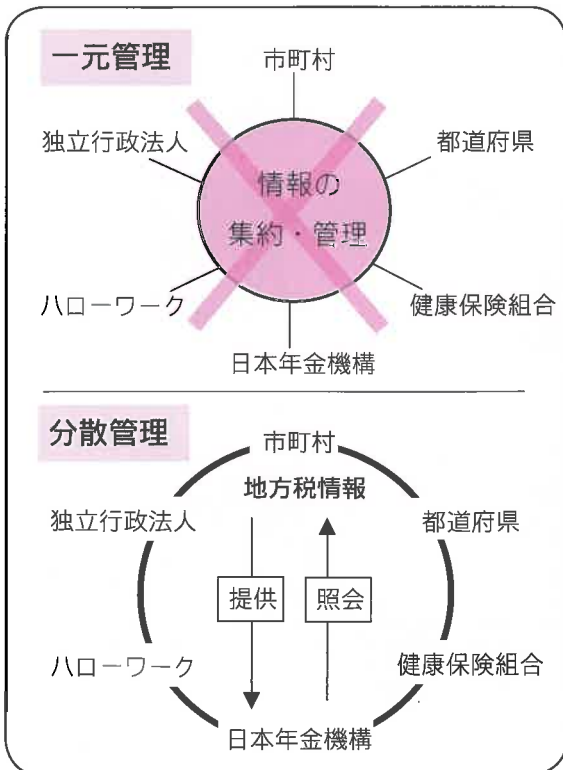 一元管理
市町村
独立行政法人
都道府県
情報の
集約・管理
ハローワーク
健康保険組合
日本年金機構
分散管理
市町村
地方税情報
独立行政法人
都道府県
提供
照会
ハローワーク
健康保険組合
日本年金機構